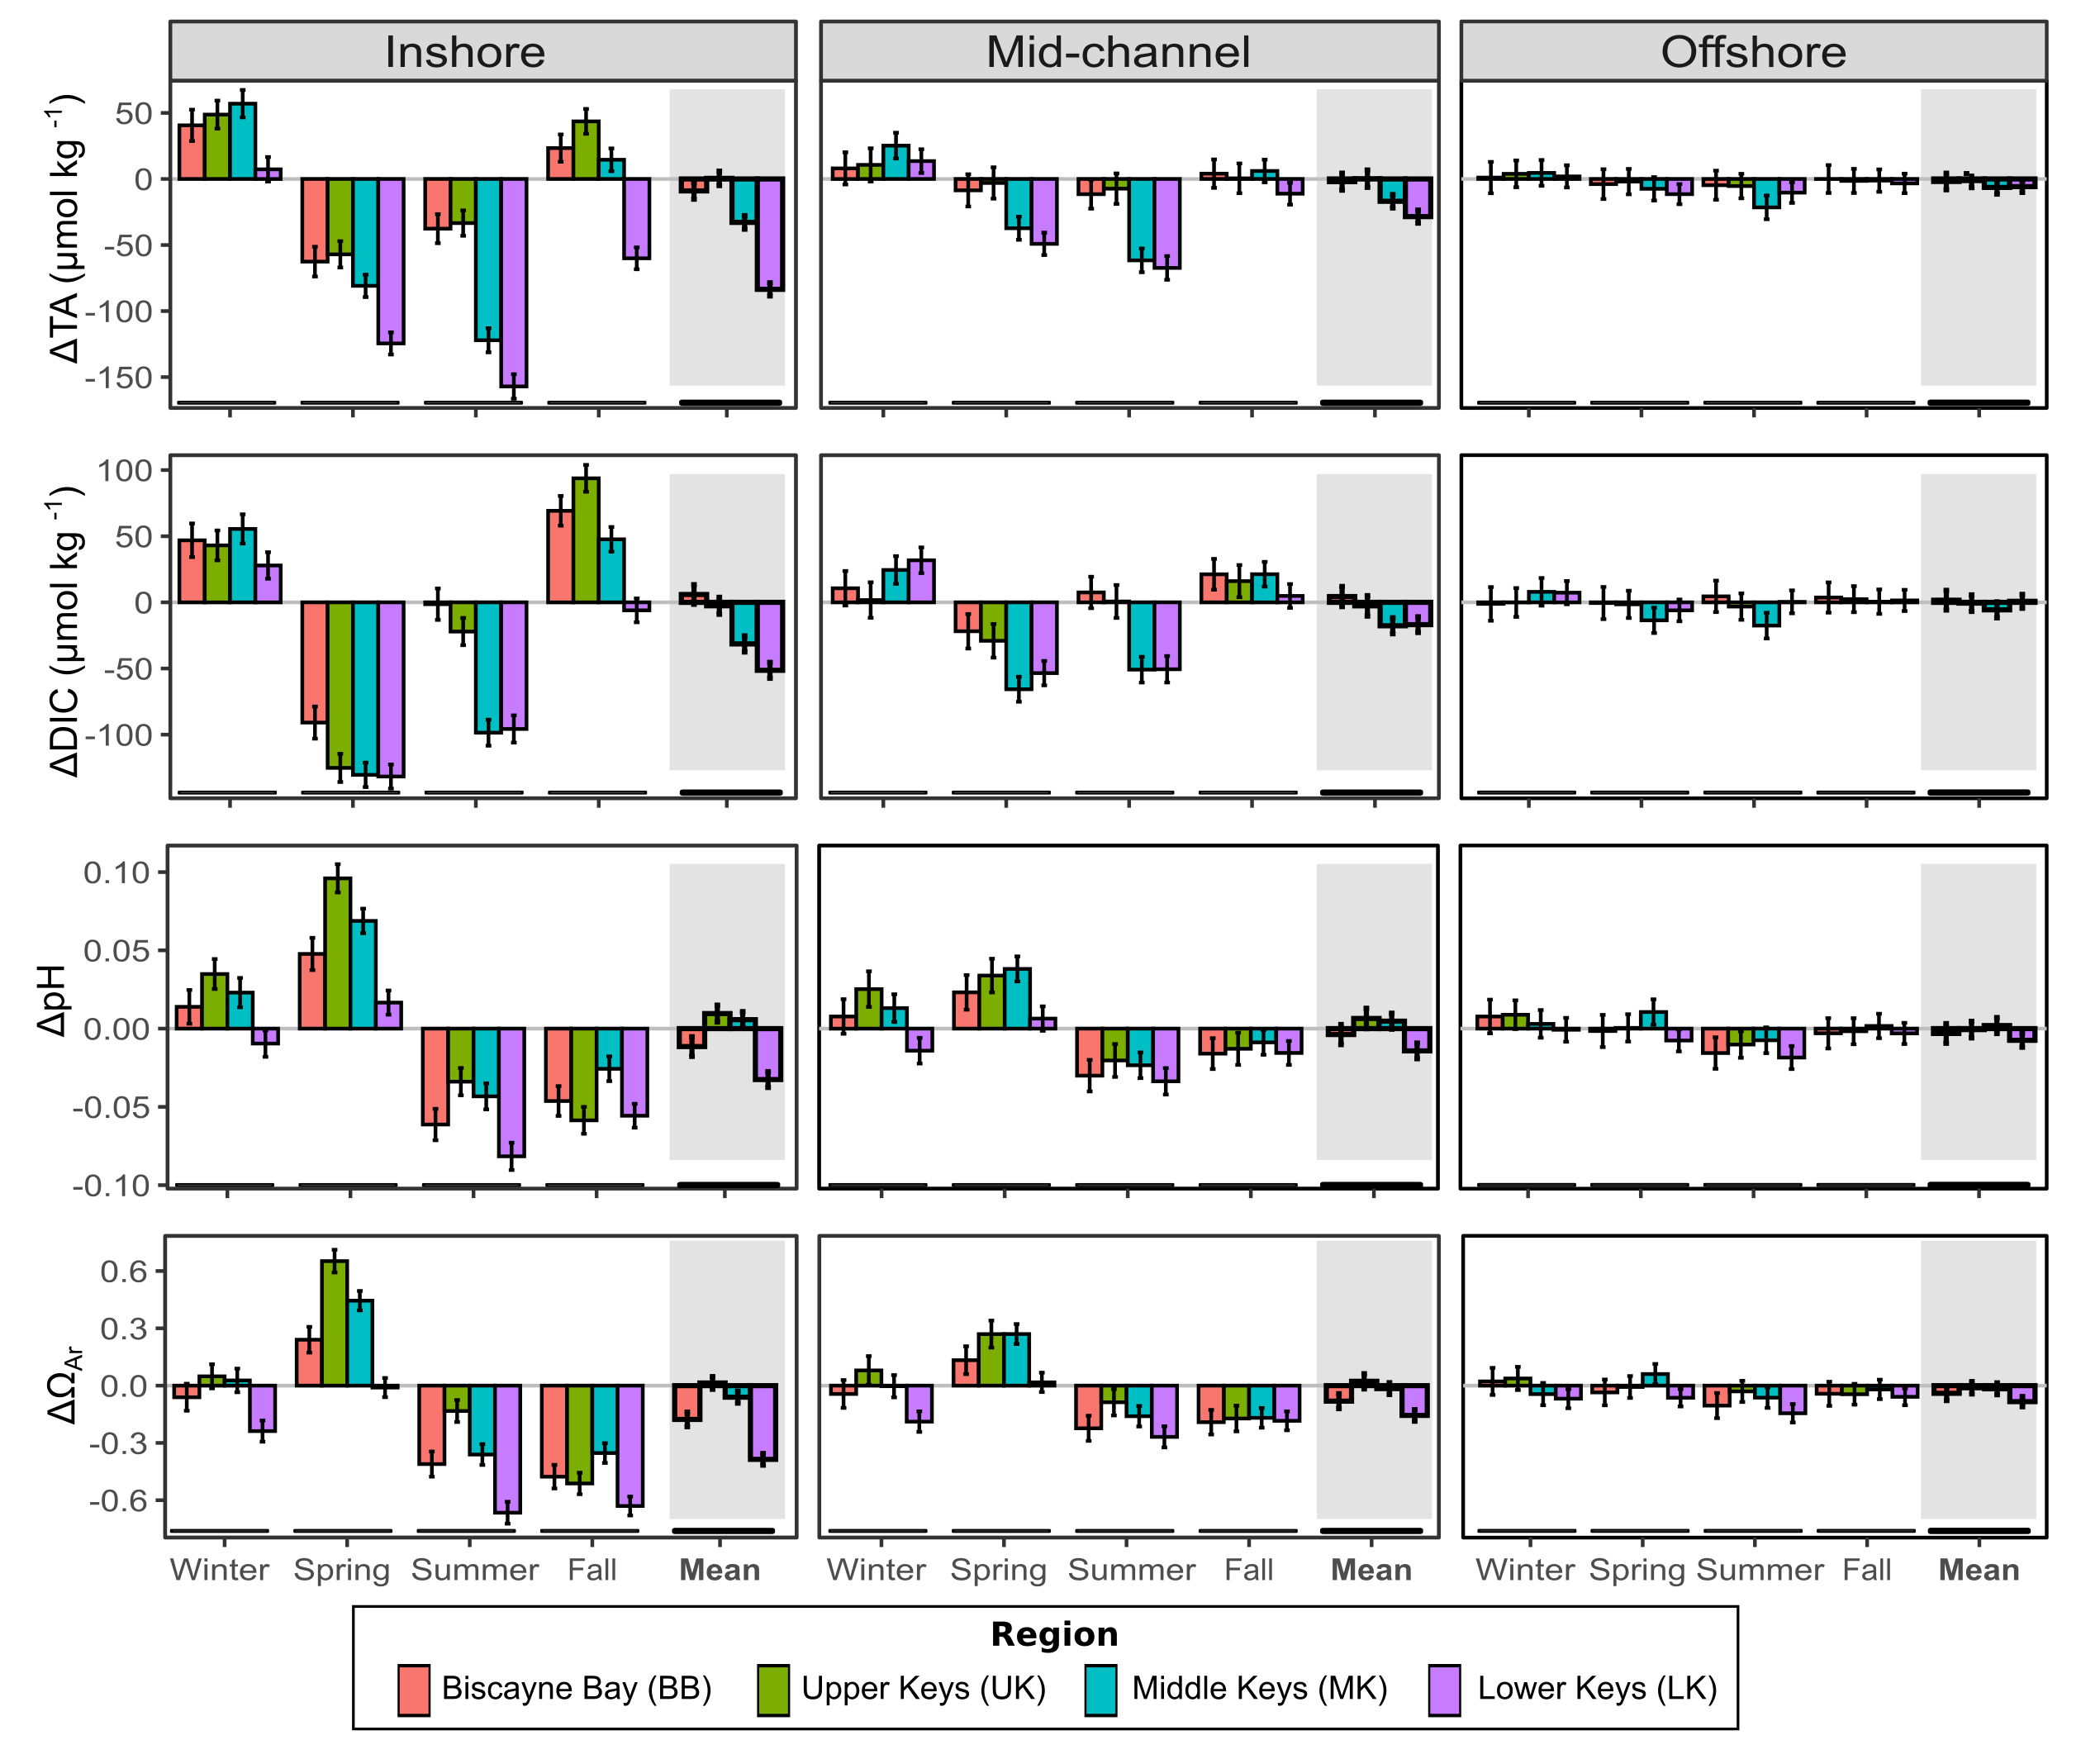 Inshore Mid-channel Offshore
ΔTA (μmol kg -1)
50
0
-50
-100
-150
ΔDIC (μmol kg -1)
100
50
0
-50
-100
ΔpH
0.10
0.05
0.00
-0.05
-0.10
ΔΩAr
0.6
0.3
0.0
-0.3
-0.6
Winter Spring Summer Fall Mean Winter Spring Summer Fall Mean Winter Spring Summer Fall Mean
Region
Biscayne Bay (BB) Upper Keys (UK) Middle Keys (MK) Lower Keys (LK)